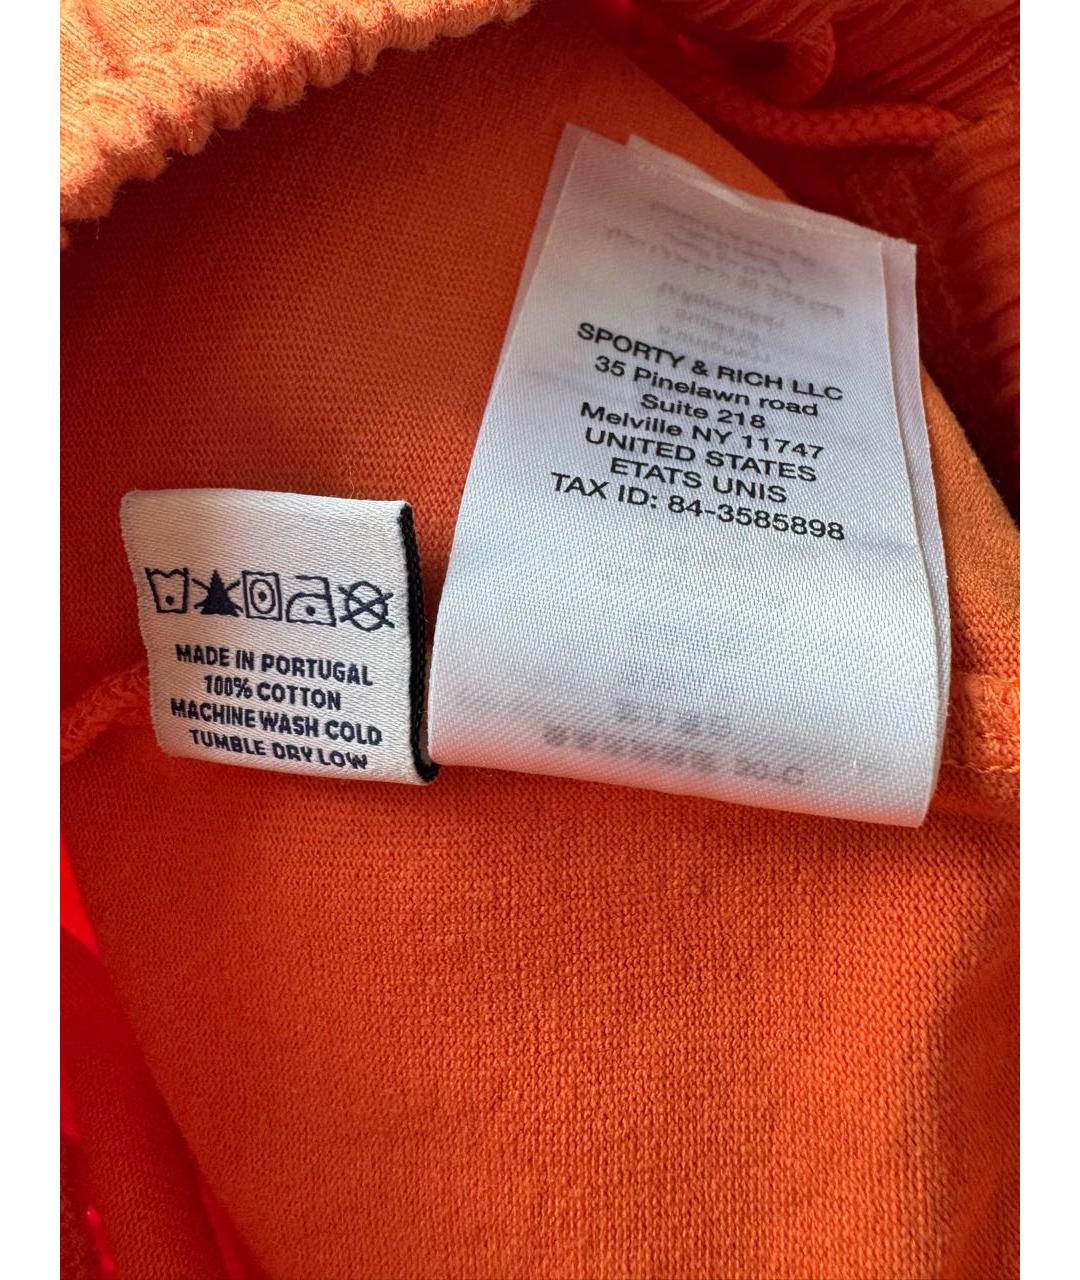 SPORTY & RICH LLC
35 Pinelawn road
Suite 218
Melville NY 11747
UNITED STATES
ETATS UNIS
TAX ID: 84-3585898
MADE IN PORTUGAL
100% COTTON
MACHINE WASH COLD
TUMBLE DRY LOW